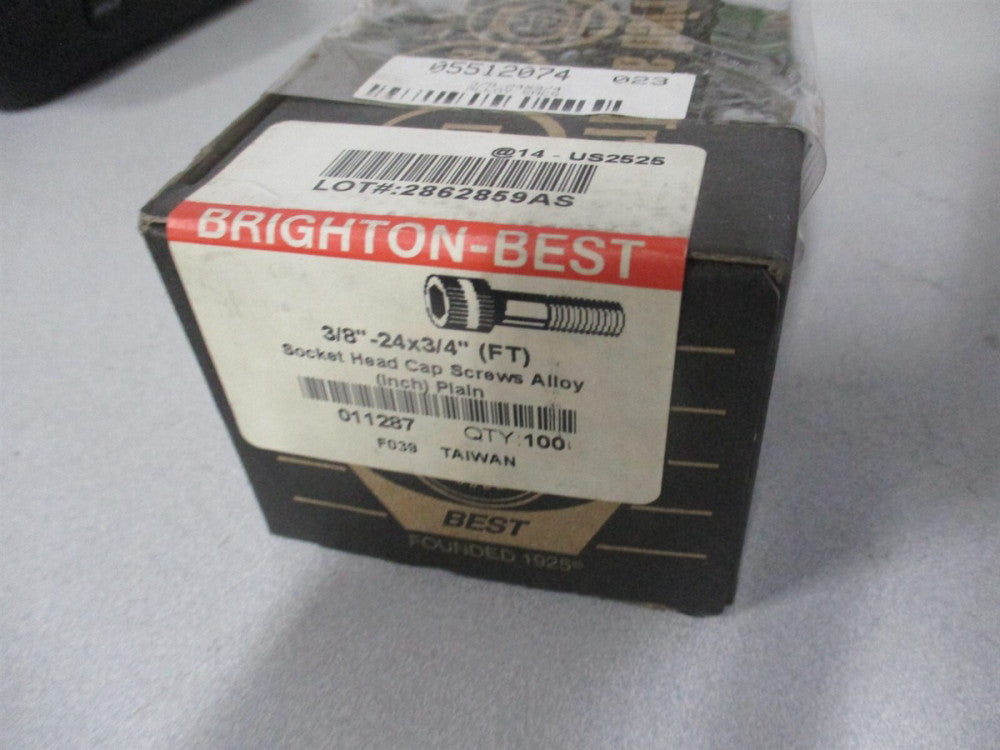 05512074 023
@14 - US2525
LOT#:2862859AS
BRIGHTON-BEST
3/8"-24x3/4" (FT)
Socket Head Cap Screws Alloy
(Inch) Plain
011287 QTY:100
F039 TAIWAN
BEST
FOUNDED 1925®